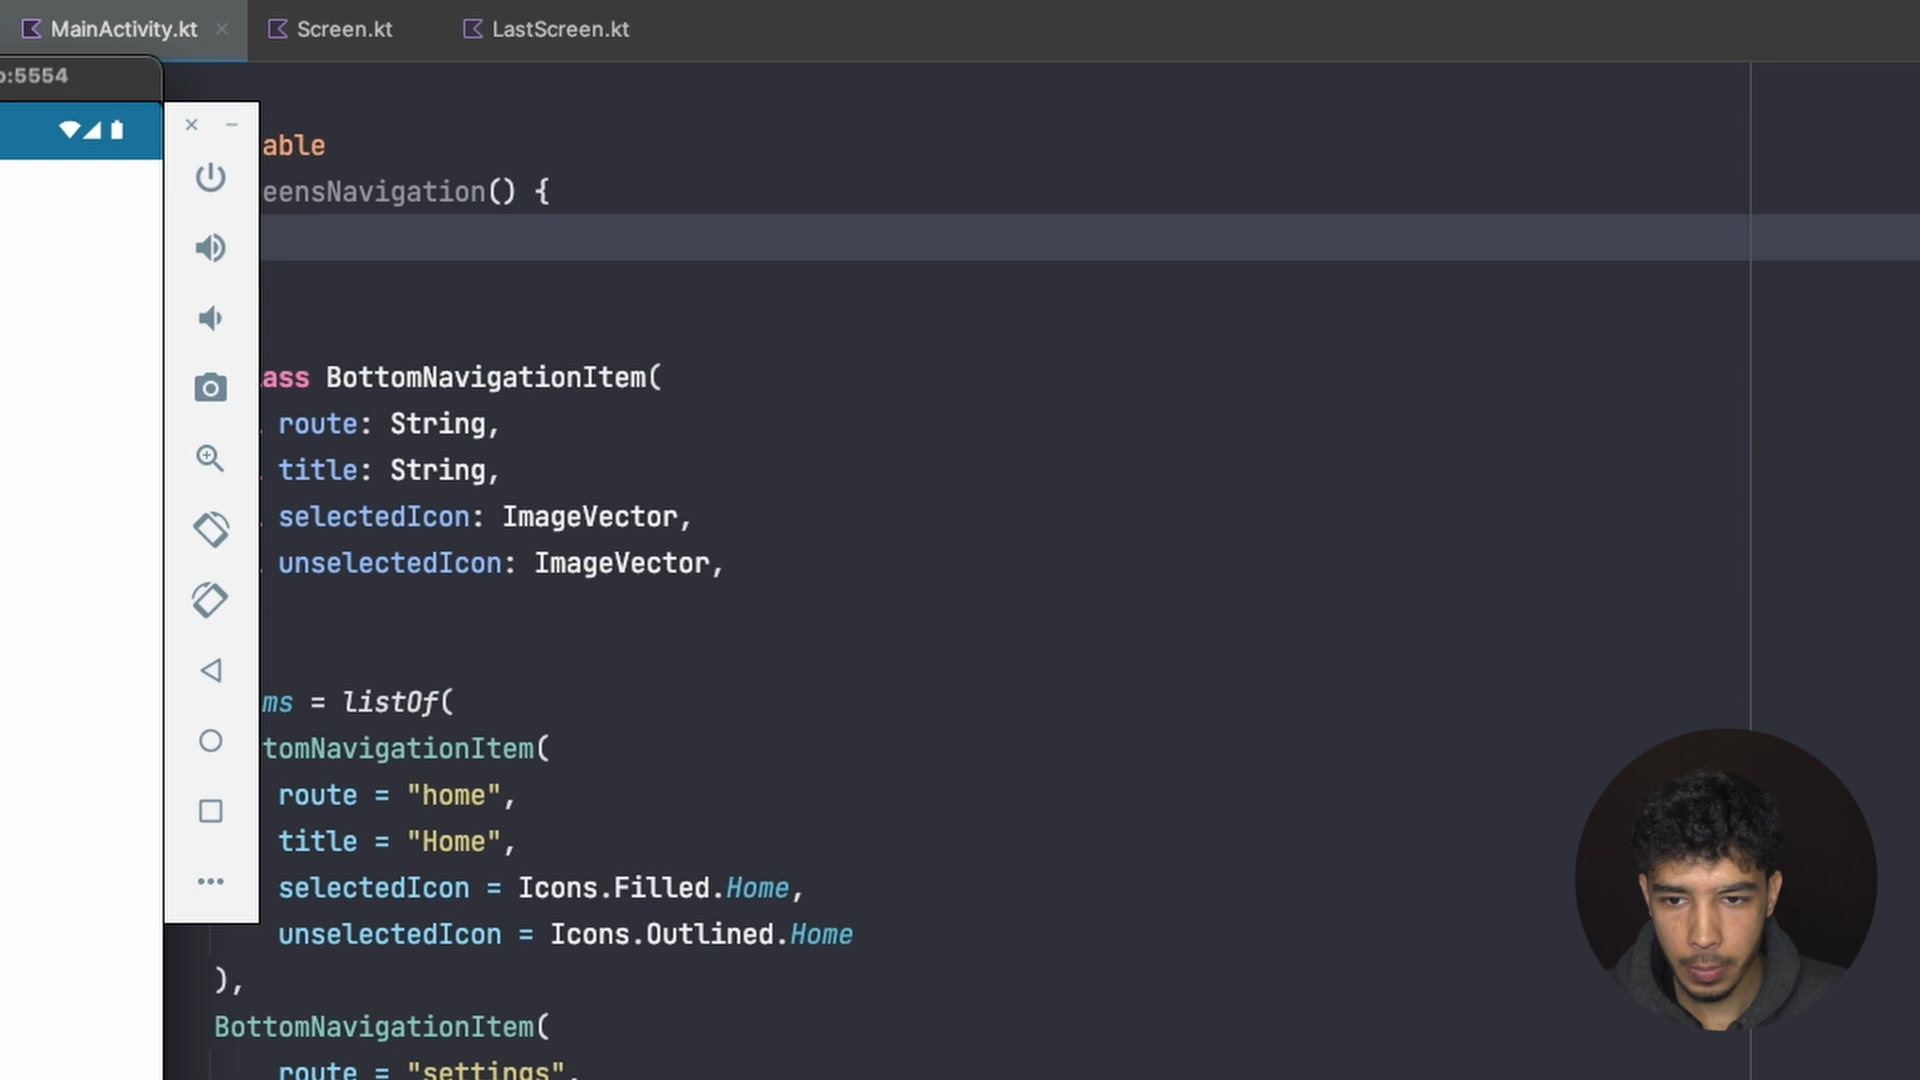 MainActivity.kt
Screen.kt
LastScreen.kt
:5554
able
eensNavigation() {
ass BottomNavigationItem(
route: String,
title: String,
selectedIcon: ImageVector,
unselectedIcon: ImageVector,
ms = listOf(
tomNavigationItem(
route = "home",
title = "Home",
selectedIcon = Icons.Filled.Home,
unselectedIcon = Icons.Outlined.Home
),
BottomNavigationItem(
route = "settings",